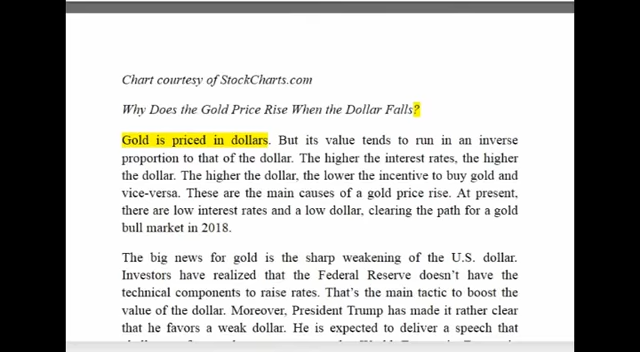 Chart courtesy of StockCharts.com
Why Does the Gold Price Rise When the Dollar Falls?
Gold is priced in dollars. But its value tends to run in an inverse
proportion to that of the dollar. The higher the interest rates, the higher
the dollar. The higher the dollar, the lower the incentive to buy gold and
vice-versa. These are the main causes of a gold price rise. At present,
there are low interest rates and a low dollar, clearing the path for a gold
bull market in 2018.
The big news for gold is the sharp weakening of the U.S. dollar.
Investors have realized that the Federal Reserve doesn’t have the
technical components to raise rates. That’s the main tactic to boost the
value of the dollar. Moreover, President Trump has made it rather clear
that he favors a weak dollar. He is expected to deliver a speech that